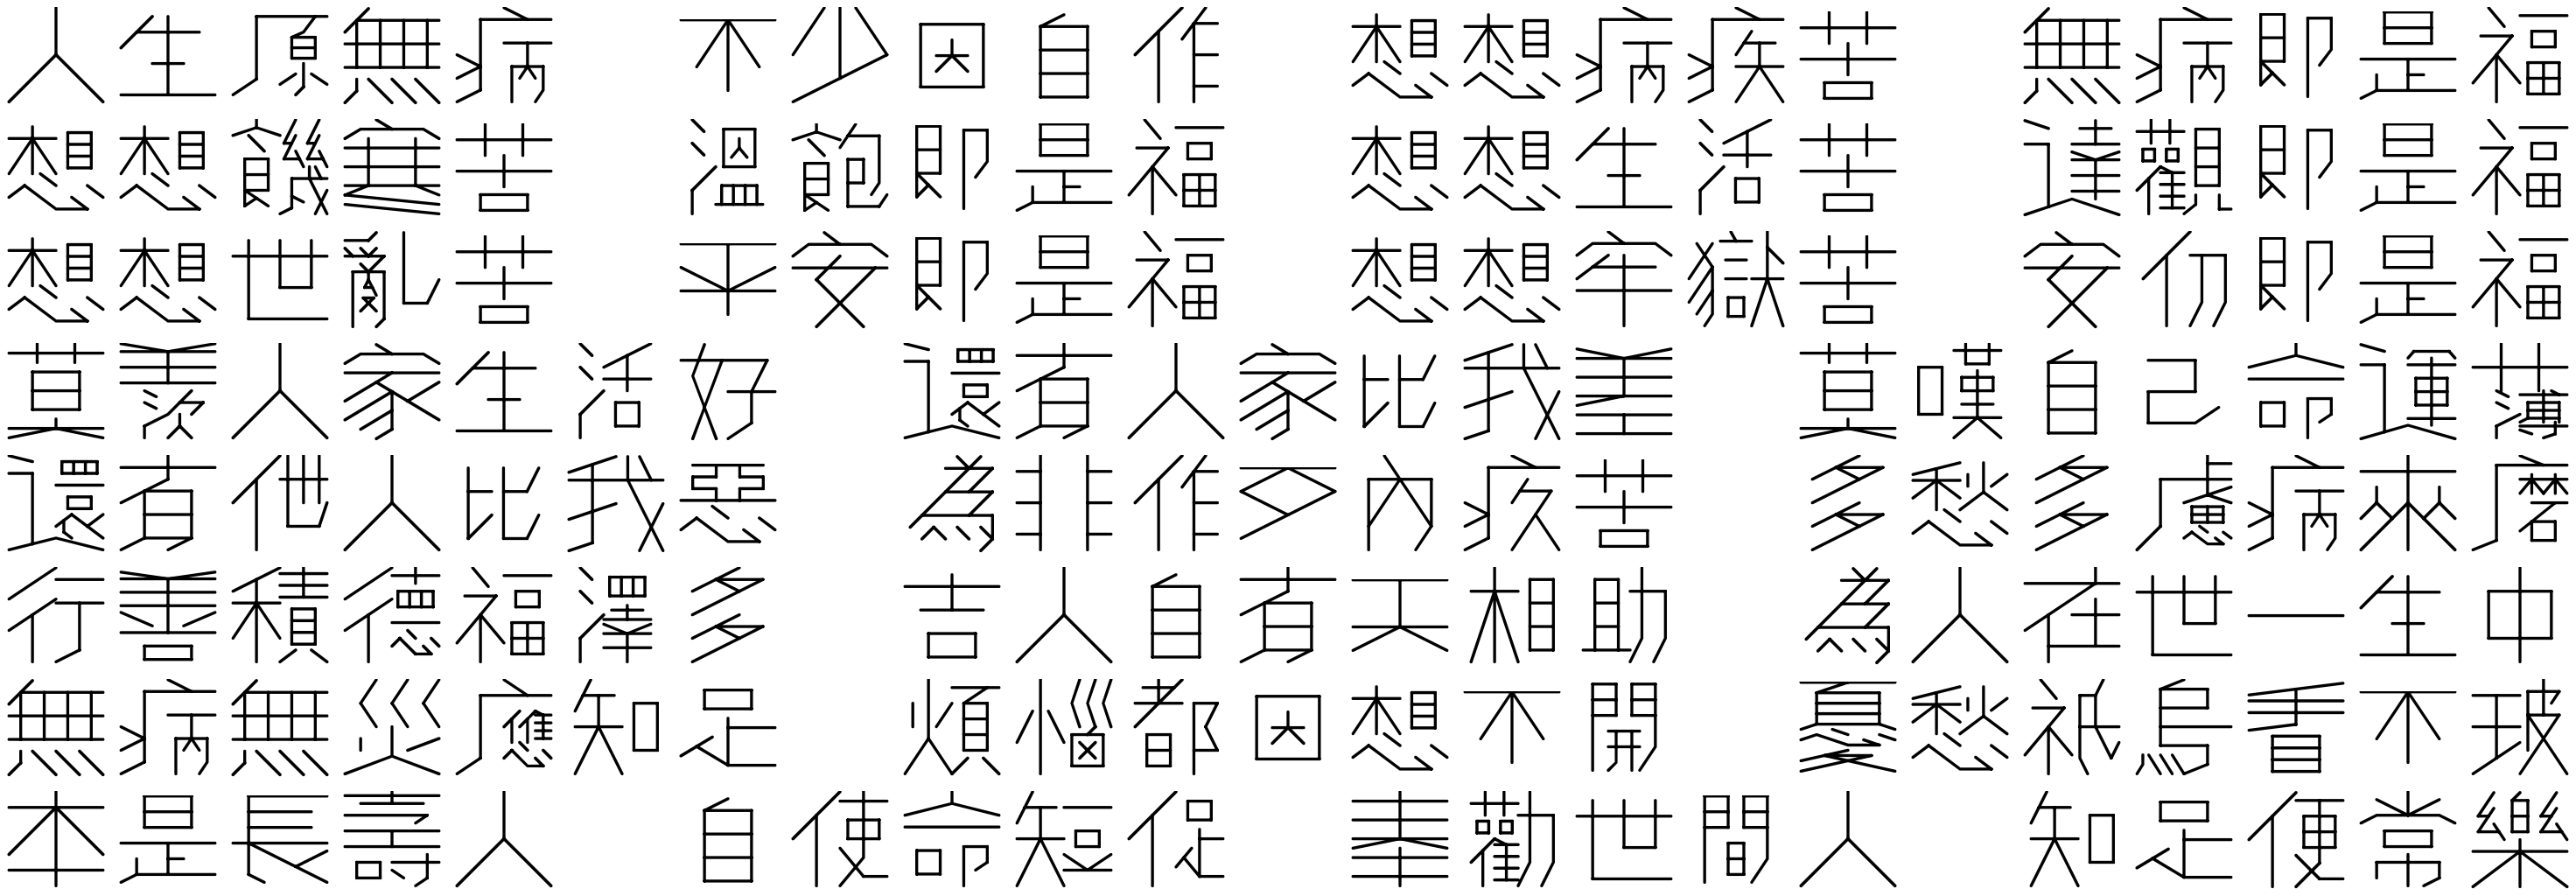 人生原無病　不少因自作　想想病疾苦　無病即是福
想想饑寒苦　溫飽即是福　想想生活苦　達觀即是福
想想世亂苦　平安即是福　想想牢獄苦　安份即是福
莫羨人家生活好　還有人家比我差　莫嘆自己命運薄
還有他人比我惡　為非作歹內疚苦　多愁多慮病來磨
行善積德福澤多　吉人自有天相助　為人在世一生中
無病無災應知足　煩惱都因想不開　憂愁祇烏看不破
本是長壽人　自使命短促　奉勸世間人　知足便常樂